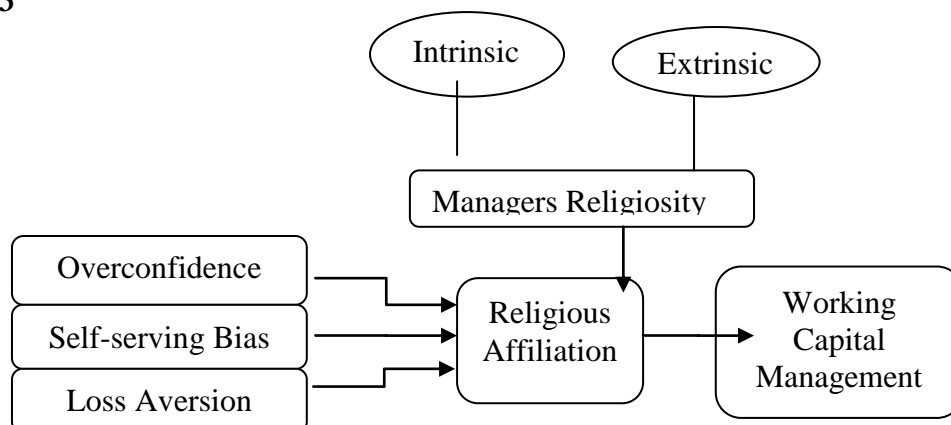 Intrinsic
Extrinsic
Managers Religiosity
Overconfidence
Self-serving Bias
Loss Aversion
Religious
Affiliation
Working
Capital
Management